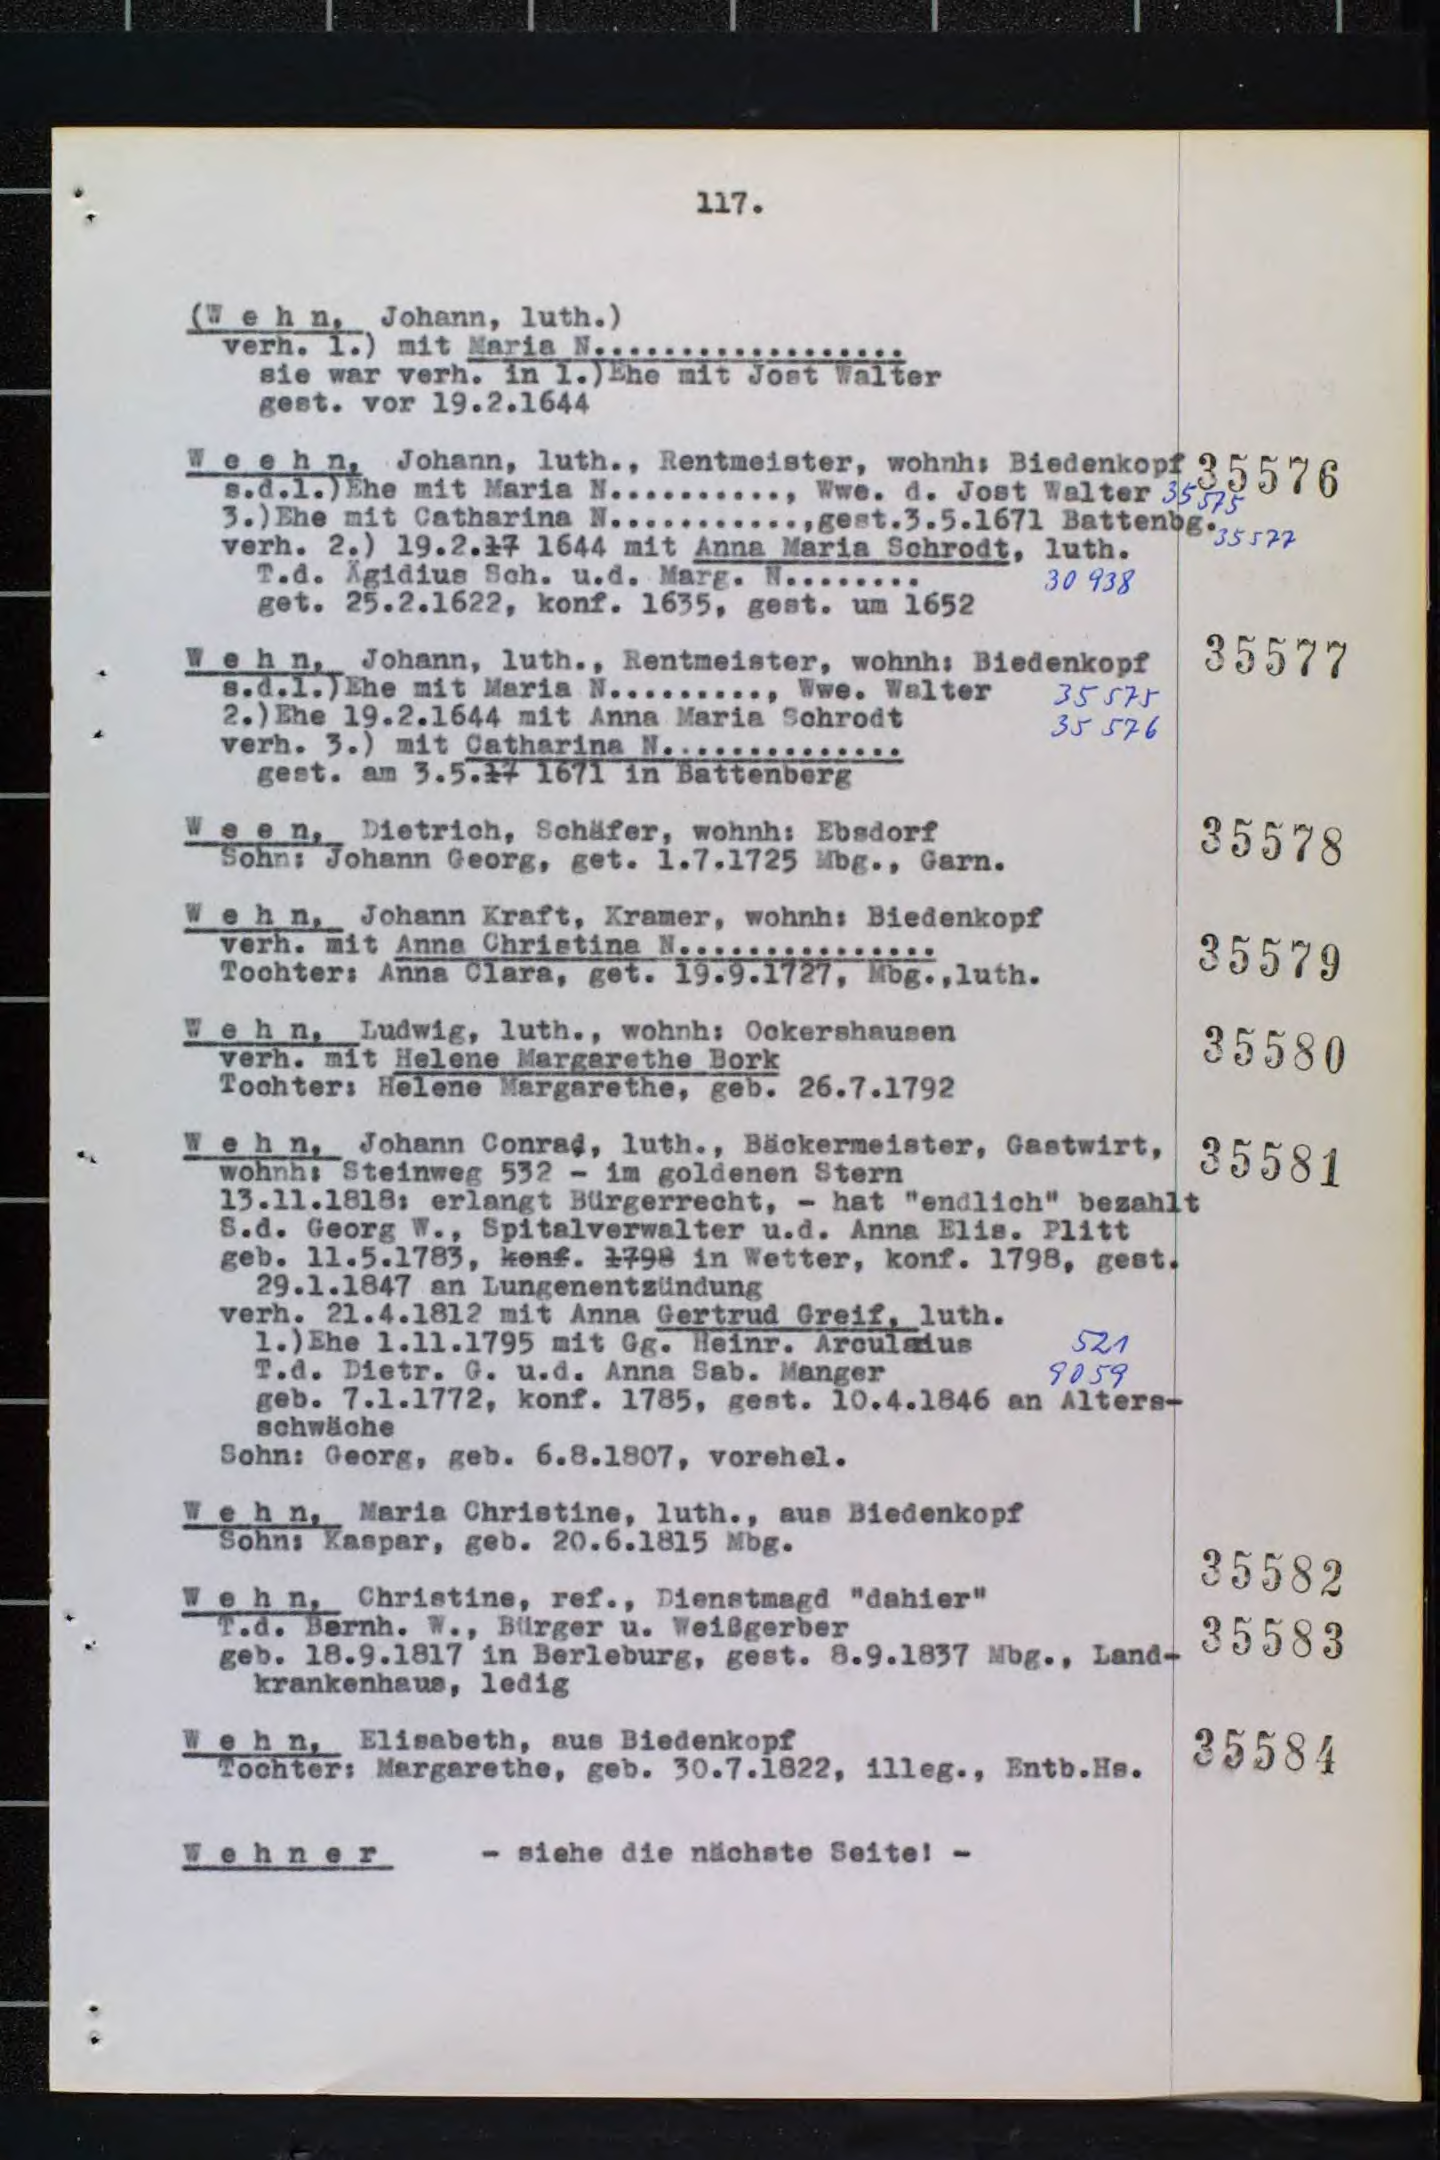 117.
(W e h n, Johann, luth.)
verh. 1.) mit Maria N..................
sie war verh. in 1.)Ehe mit Jost Walter
gest. vor 19.2.1644
W e e h n, Johann, luth., Rentmeister, wohnh: Biedenkopf 35576
s.d.1.)Ehe mit Maria N.........., Wwe. d. Jost Walter 35575
3.)Ehe mit Catharina N...........,gest.3.5.1671 Battenbg. 35577
verh. 2.) 19.2.17 1644 mit Anna Maria Schrodt, luth.
T.d. Ägidius Sch. u.d. Marg. N........ 30 938
get. 25.2.1622, konf. 1635, gest. um 1652
W e h n, Johann, luth., Rentmeister, wohnh: Biedenkopf 35577
s.d.1.)Ehe mit Maria N........., Wwe. Walter 35 575
2.)Ehe 19.2.1644 mit Anna Maria Schrodt 35 576
verh. 3.) mit Catharina N..............
gest. am 3.5.17 1671 in Battenberg
W e e n, Dietrich, Schäfer, wohnh: Ebsdorf 35578
Sohn: Johann Georg, get. 1.7.1725 Mbg., Garn.
W e h n, Johann Kraft, Kramer, wohnh: Biedenkopf
verh. mit Anna Christina N............... 35579
Tochter: Anna Clara, get. 19.9.1727, Mbg.,luth.
W e h n, Ludwig, luth., wohnh: Ockershausen 35580
verh. mit Helene Margarethe Bork
Tochter: Helene Margarethe, geb. 26.7.1792
W e h n, Johann Conrad, luth., Bäckermeister, Gastwirt, 35581
wohnh: Steinweg 532 - im goldenen Stern
13.11.1818: erlangt Bürgerrecht, - hat "endlich" bezahlt
S.d. Georg W., Spitalverwalter u.d. Anna Elis. Plitt
geb. 11.5.1783, konf. 1798 in Wetter, konf. 1798, gest.
29.1.1847 an Lungenentzündung
verh. 21.4.1812 mit Anna Gertrud Greif, luth.
1.)Ehe 1.11.1795 mit Gg. Heinr. Arcularius 521
T.d. Dietr. G. u.d. Anna Sab. Manger 9059
geb. 7.1.1772, konf. 1785, gest. 10.4.1846 an Alters-
schwäche
Sohn: Georg, geb. 6.8.1807, vorehel.
W e h n, Maria Christine, luth., aus Biedenkopf
Sohn: Kaspar, geb. 20.6.1815 Mbg.
35582
W e h n, Christine, ref., Dienstmagd "dahier"
T.d. Bernh. W., Bürger u. Weißgerber 35583
geb. 18.9.1817 in Berleburg, gest. 8.9.1837 Mbg., Land-
krankenhaus, ledig
W e h n, Elisabeth, aus Biedenkopf 35584
Tochter: Margarethe, geb. 30.7.1822, illeg., Entb.Hs.
W e h n e r - siehe die nächste Seite! -